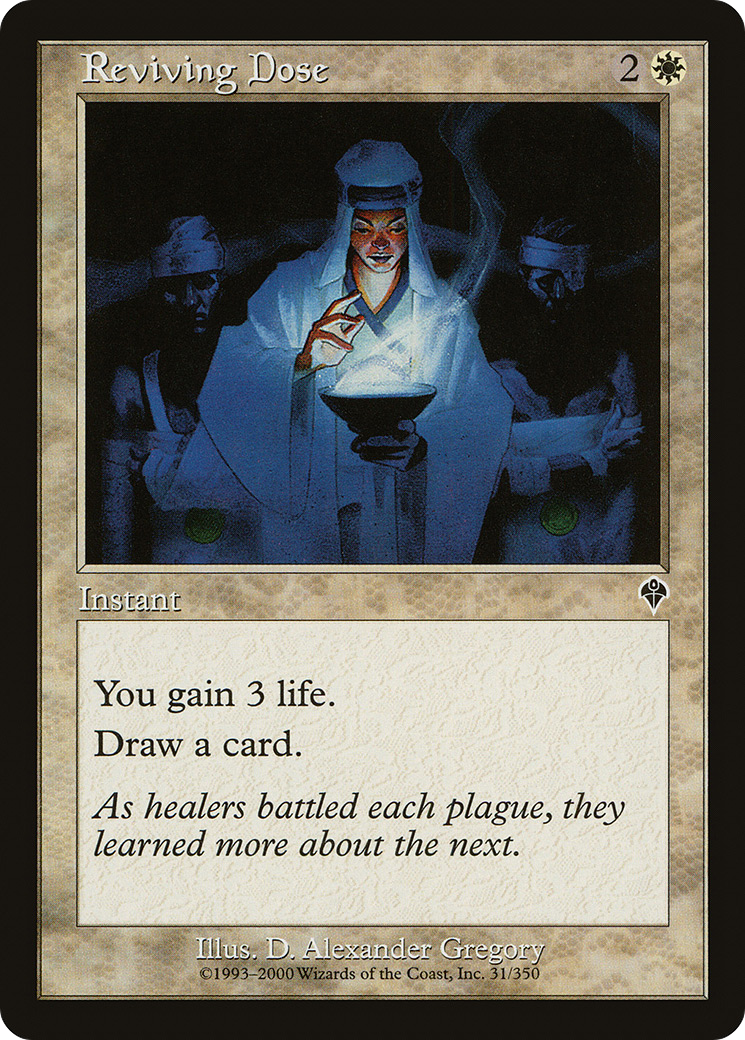 Reviving Dose 2
Instant
You gain 3 life.
Draw a card.
As healers battled each plague, they
learned more about the next.
Illus. D. Alexander Gregory
©1993–2000 Wizards of the Coast, Inc. 31/350